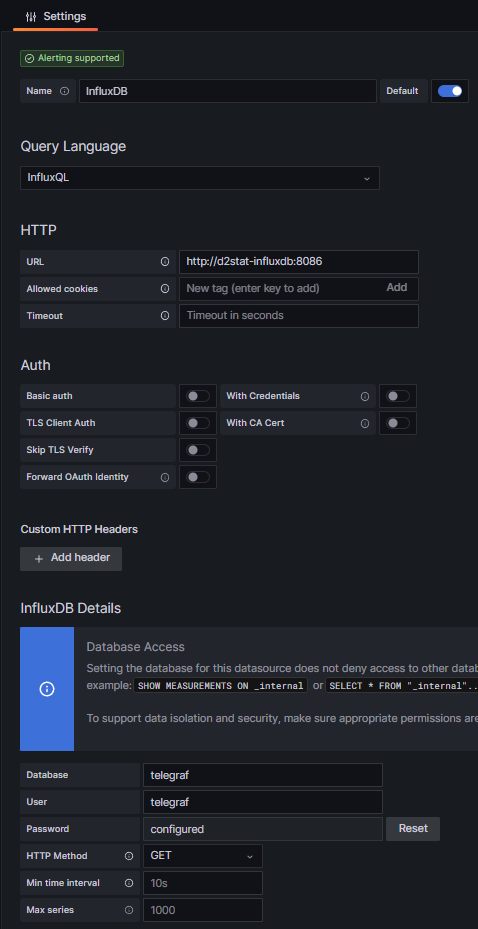 Settings
Alerting supported
Name InfluxDB Default
Query Language
InfluxQL
HTTP
URL http://d2stat-influxdb:8086
Allowed cookies New tag (enter key to add) Add
Timeout Timeout in seconds
Auth
Basic auth With Credentials
TLS Client Auth With CA Cert
Skip TLS Verify
Forward OAuth Identity
Custom HTTP Headers
+ Add header
InfluxDB Details
Database Access
Setting the database for this datasource does not deny access to other datab
example: SHOW MEASUREMENTS ON _internal or SELECT * FROM "_internal"..
To support data isolation and security, make sure appropriate permissions are
Database telegraf
User telegraf
Password configured Reset
HTTP Method GET
Min time interval 10s
Max series 1000